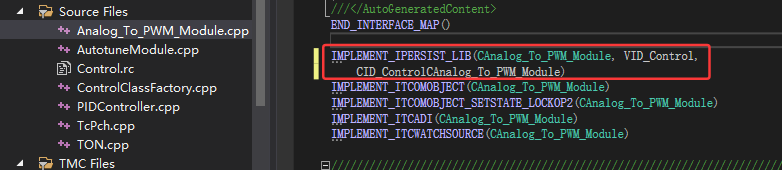 Source Files
Analog_To_PWM_Module.cpp
AutotuneModule.cpp
Control.rc
ControlClassFactory.cpp
PIDController.cpp
TcPch.cpp
TON.cpp
TMC Files
///</AutoGeneratedContent>
END_INTERFACE_MAP()
IMPLEMENT_IPERSIST_LIB(CAnalog_To_PWM_Module, VID_Control,
CID_ControlCAnalog_To_PWM_Module)
IMPLEMENT_ITCOMOBJECT(CAnalog_To_PWM_Module)
IMPLEMENT_ITCOMOBJECT_SETSTATE_LOCKOP2(CAnalog_To_PWM_Module)
IMPLEMENT_ITCADI(CAnalog_To_PWM_Module)
IMPLEMENT_ITCWATCHSOURCE(CAnalog_To_PWM_Module)
///////////////////////////////////////////////////////////////////////////